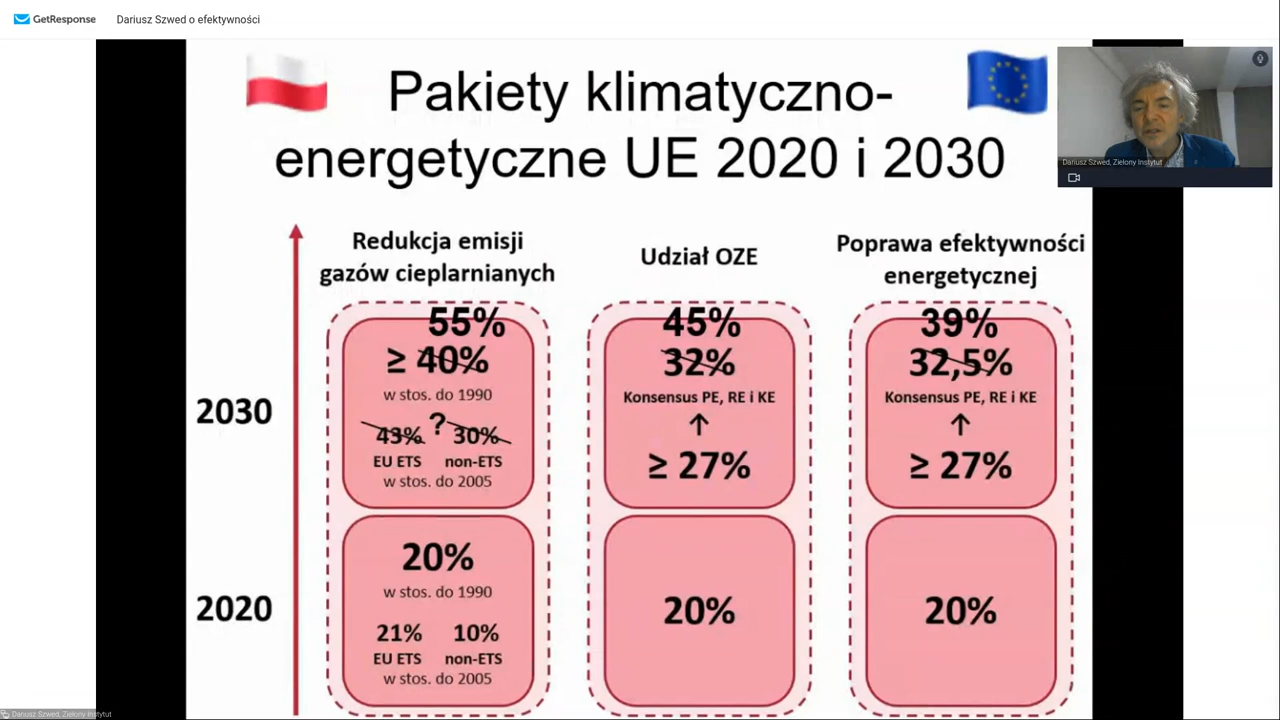 GetResponse
Dariusz Szwed o efektywności
Pakiety klimatyczno-
energetyczne UE 2020 i 2030
Dariusz Szwed, Zielony Instytut
Redukcja emisji
gazów cieplarnianych
Udział OZE
Poprawa efektywności
energetycznej
2030
55%
≥ 40%
w stos. do 1990
?
43% 30%
EU ETS non-ETS
w stos. do 2005
45%
32%
Konsensus PE, RE i KE
↑
≥ 27%
39%
32,5%
Konsensus PE, RE i KE
↑
≥ 27%
2020
20%
w stos. do 1990
21% 10%
EU ETS non-ETS
w stos. do 2005
20%
20%
Dariusz Szwed, Zielony Instytut